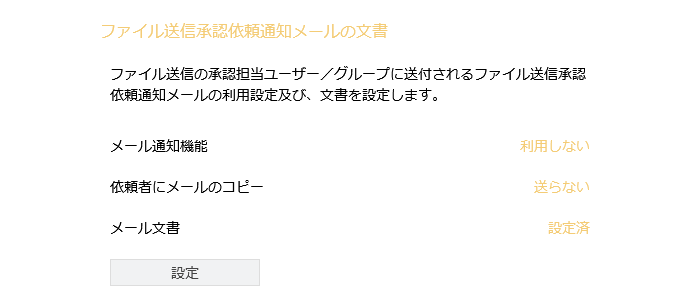 ファイル送信承認依頼通知メールの文書
ファイル送信の承認担当ユーザー／グループに送付されるファイル送信承認
依頼通知メールの利用設定及び、文書を設定します。
メール通知機能 利用しない
依頼者にメールのコピー 送らない
メール文書 設定済
設定